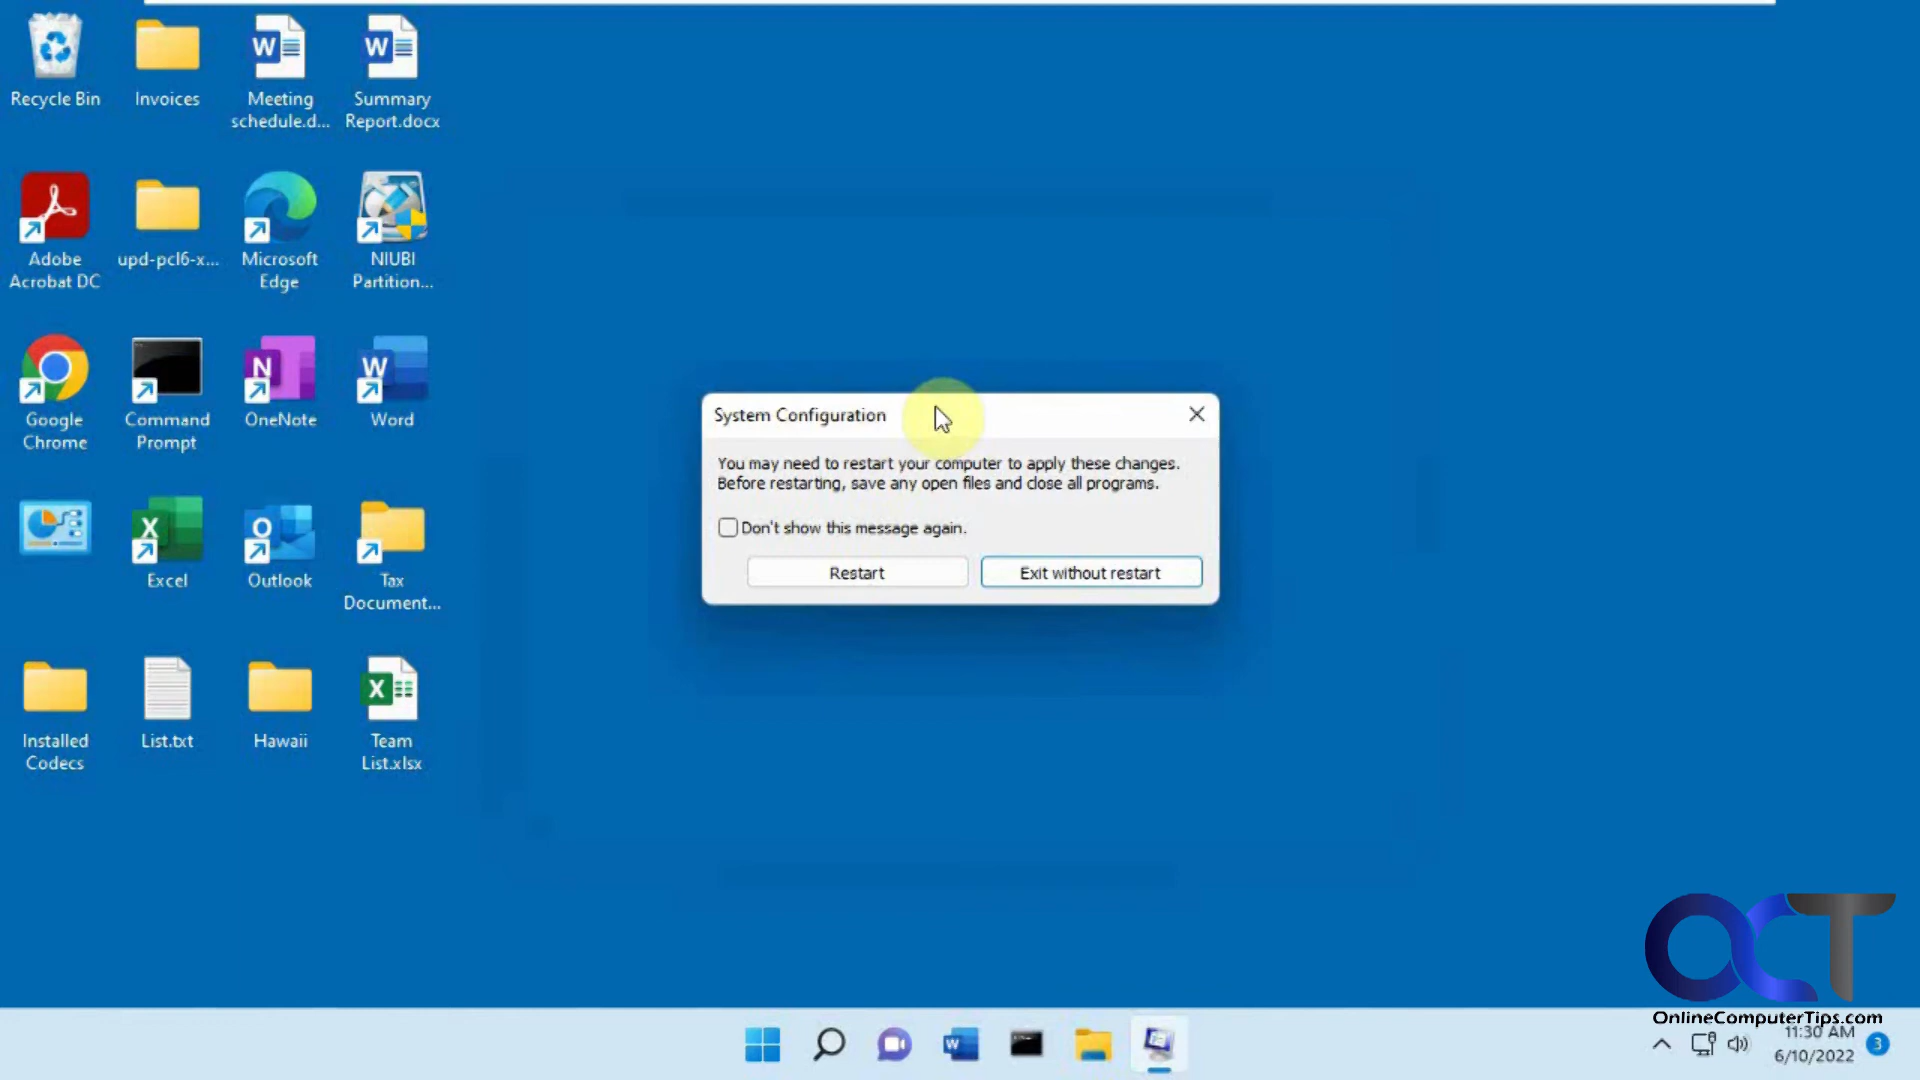 Recycle Bin
Invoices
Meeting
schedule.d...
Summary
Report.docx
Adobe
Acrobat DC
upd-pcl6-x...
Microsoft
Edge
NIUBI
Partition...
Google
Chrome
Command
Prompt
OneNote
Word
Excel
Outlook
Tax
Document...
Installed
Codecs
List.txt
Hawaii
Team
List.xlsx
System Configuration
You may need to restart your computer to apply these changes.
Before restarting, save any open files and close all programs.
Don't show this message again.
Restart
Exit without restart
OCT
OnlineComputerTips.com
11:30 AM
6/10/2022
3